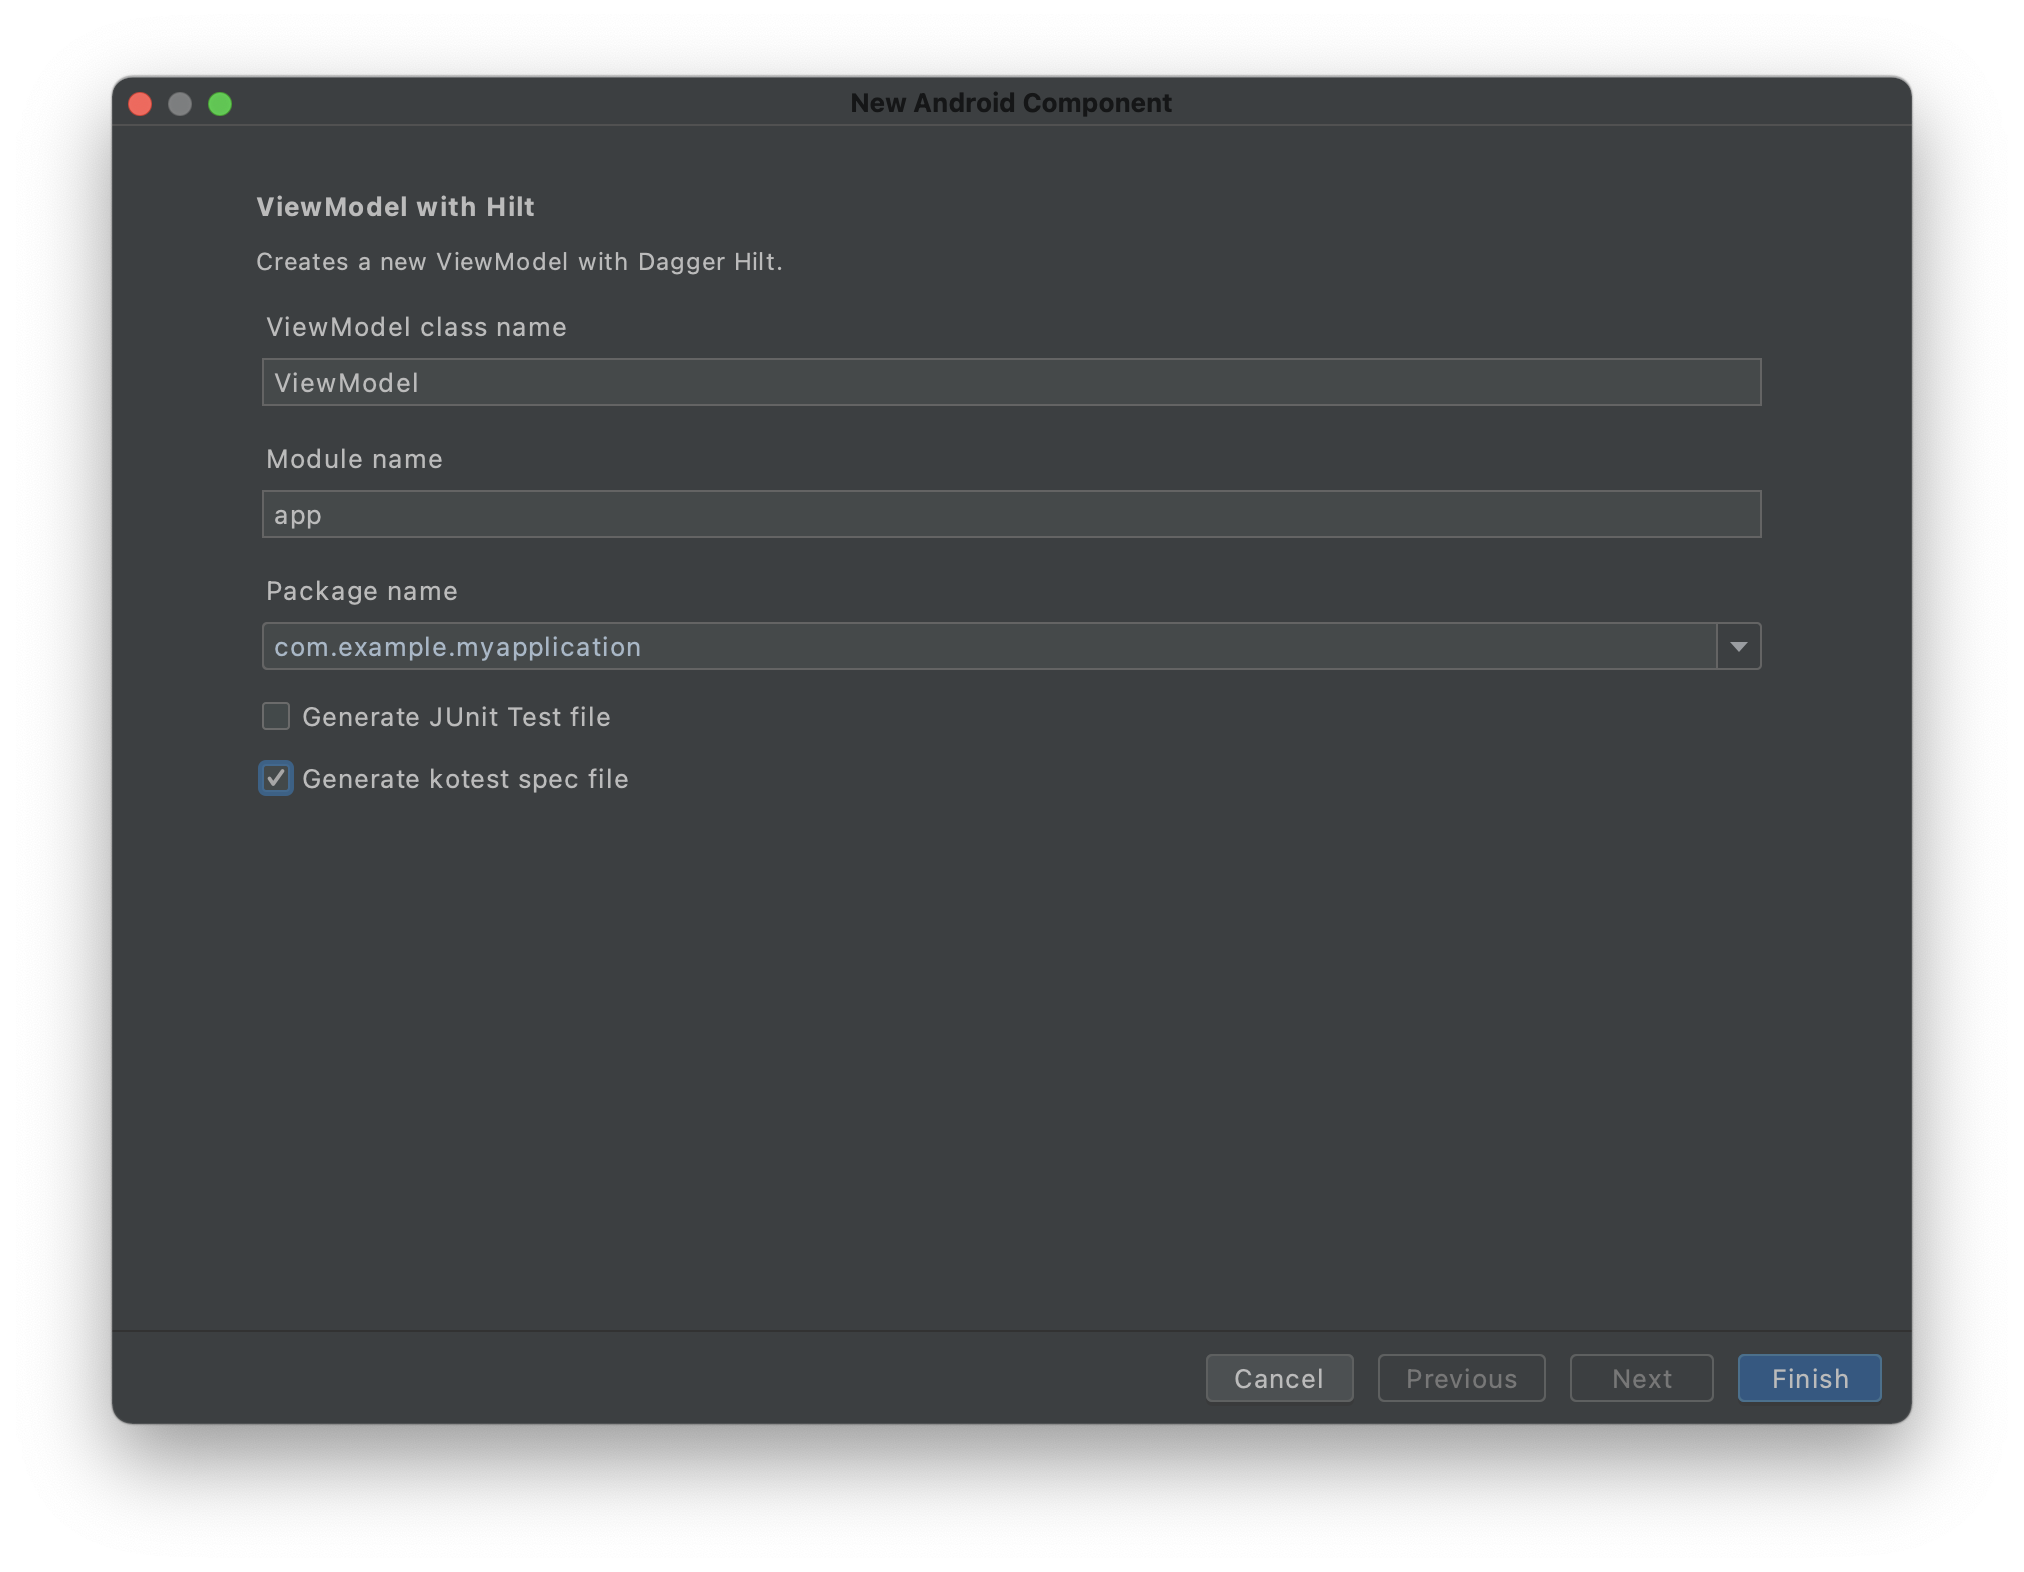 New Android Component
ViewModel with Hilt
Creates a new ViewModel with Dagger Hilt.
ViewModel class name
ViewModel
Module name
app
Package name
com.example.myapplication
Generate JUnit Test file
Generate kotest spec file
Cancel Previous Next Finish